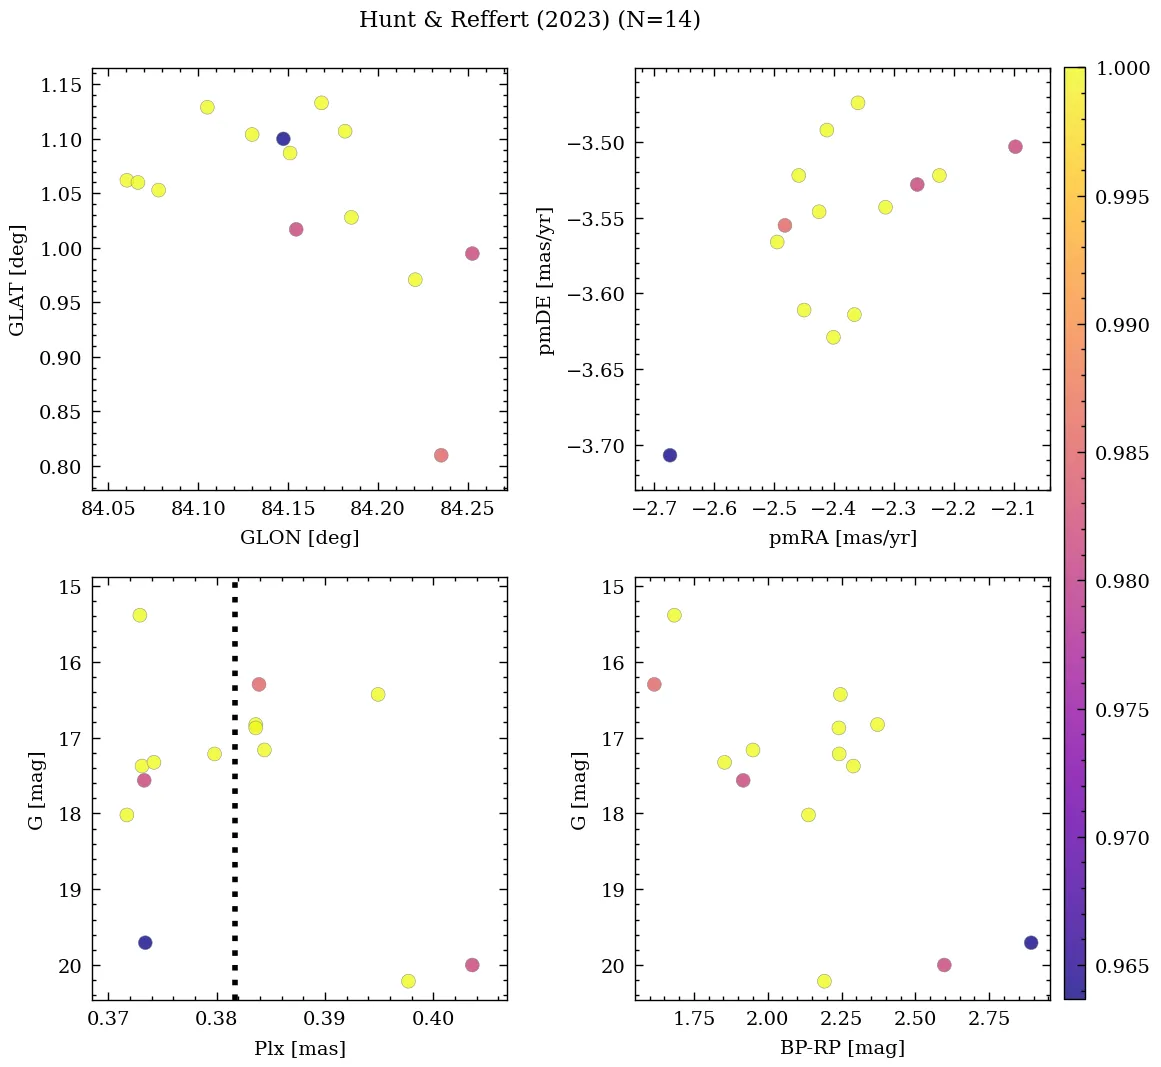 Hunt & Reffert (2023) (N=14)
1.15
1.10
1.05
1.00
0.95
0.90
0.85
0.80
GLAT [deg]
84.05 84.10 84.15 84.20 84.25
GLON [deg]
−3.50
−3.55
−3.60
−3.65
−3.70
pmDE [mas/yr]
−2.7 −2.6 −2.5 −2.4 −2.3 −2.2 −2.1
pmRA [mas/yr]
15
16
17
18
19
20
G [mag]
0.37 0.38 0.39 0.40
Plx [mas]
15
16
17
18
19
20
G [mag]
1.75 2.00 2.25 2.50 2.75
BP-RP [mag]
1.000
0.995
0.990
0.985
0.980
0.975
0.970
0.965